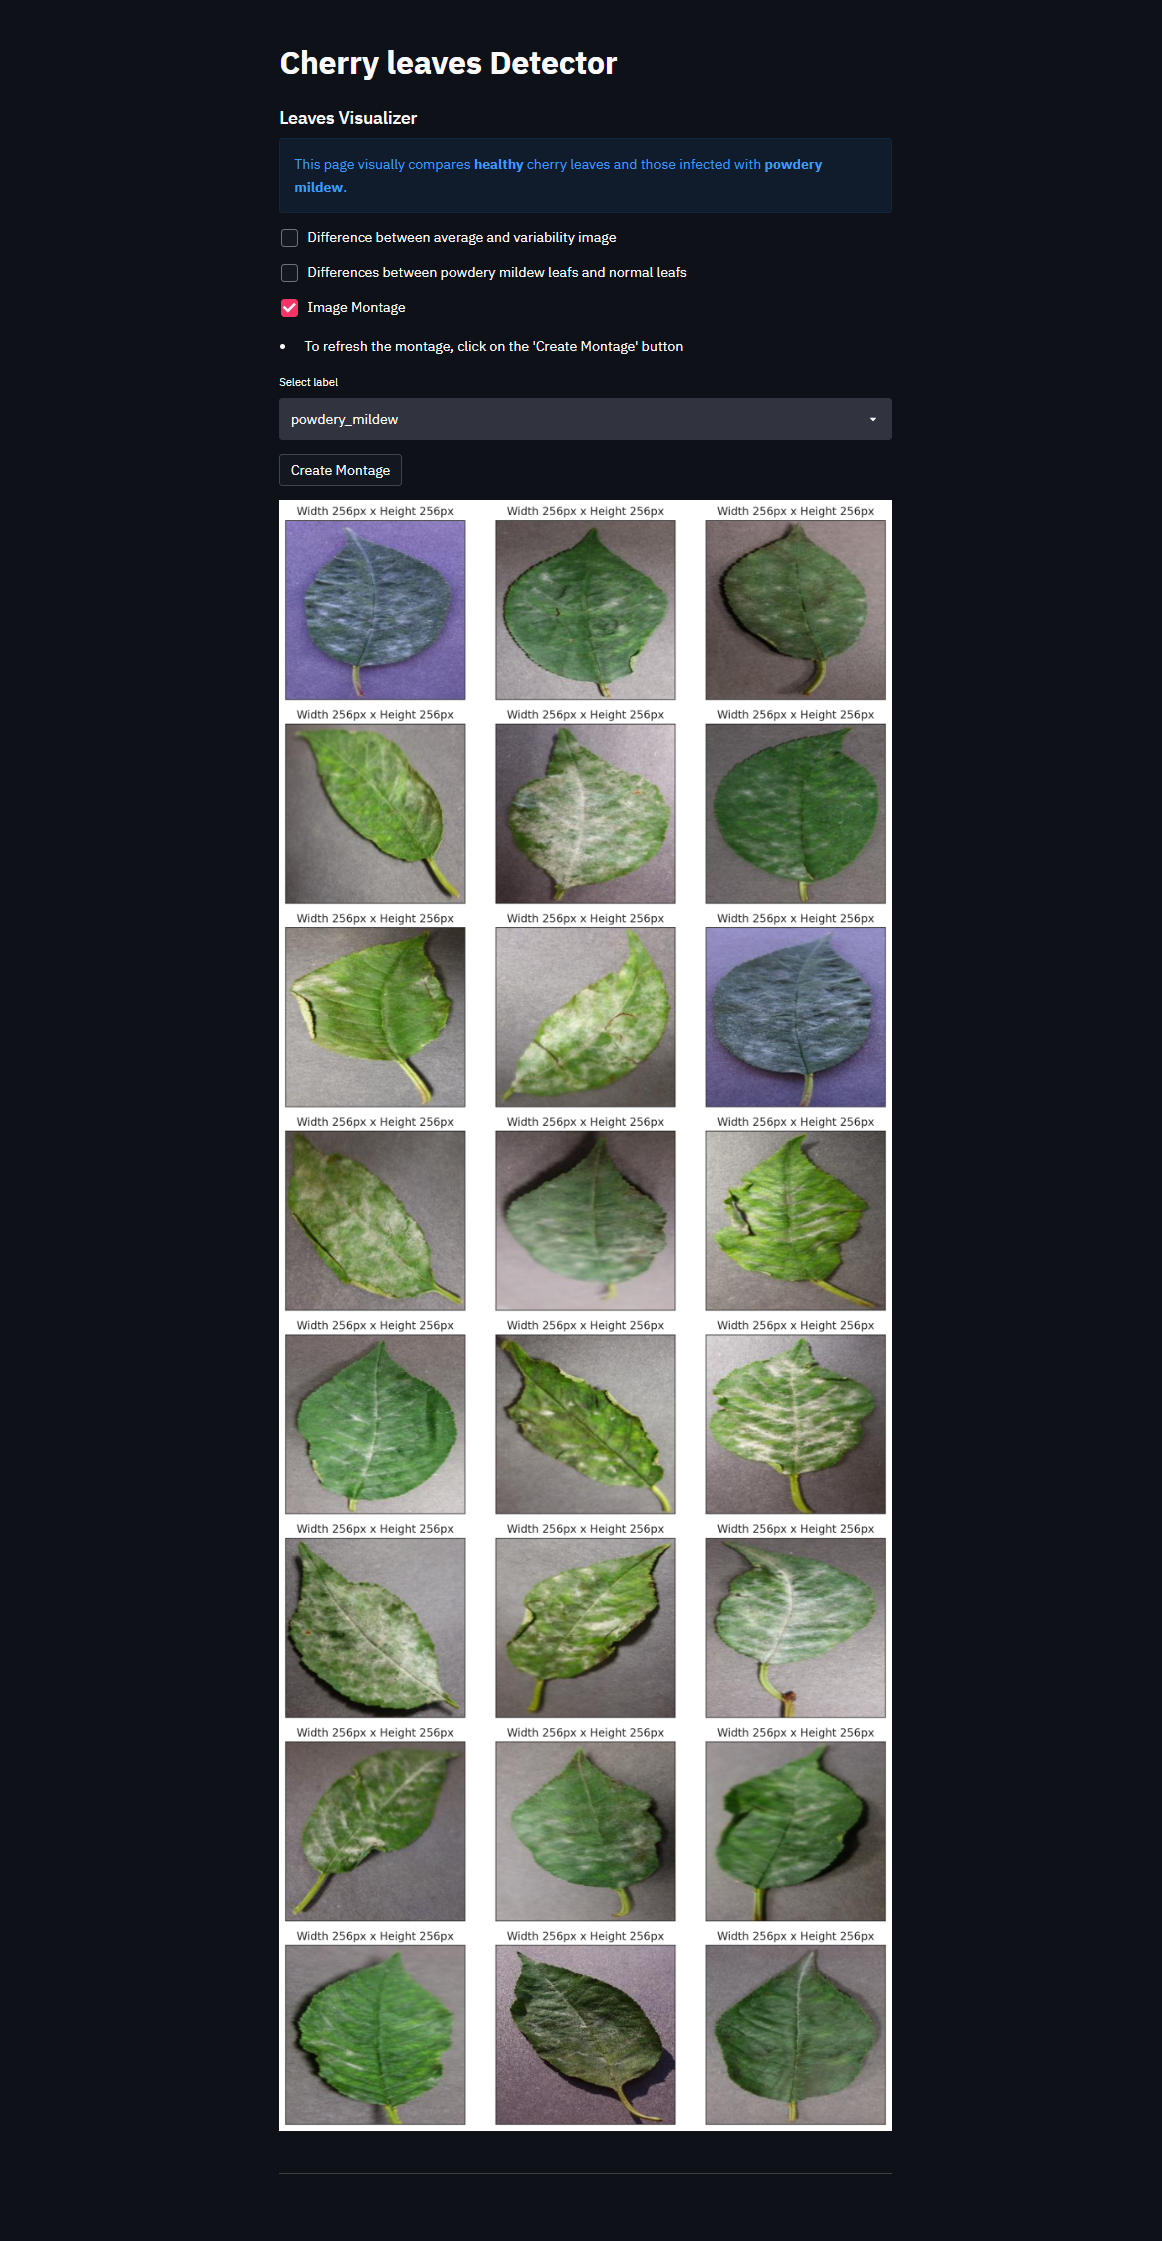 Cherry leaves Detector
Leaves Visualizer
This page visually compares healthy cherry leaves and those infected with powdery
mildew.
Difference between average and variability image
Differences between powdery mildew leafs and normal leafs
Image Montage
To refresh the montage, click on the 'Create Montage' button
Select label
powdery_mildew
Create Montage
Width 256px x Height 256px Width 256px x Height 256px Width 256px x Height 256px
Width 256px x Height 256px Width 256px x Height 256px Width 256px x Height 256px
Width 256px x Height 256px Width 256px x Height 256px Width 256px x Height 256px
Width 256px x Height 256px Width 256px x Height 256px Width 256px x Height 256px
Width 256px x Height 256px Width 256px x Height 256px Width 256px x Height 256px
Width 256px x Height 256px Width 256px x Height 256px Width 256px x Height 256px
Width 256px x Height 256px Width 256px x Height 256px Width 256px x Height 256px
Width 256px x Height 256px Width 256px x Height 256px Width 256px x Height 256px